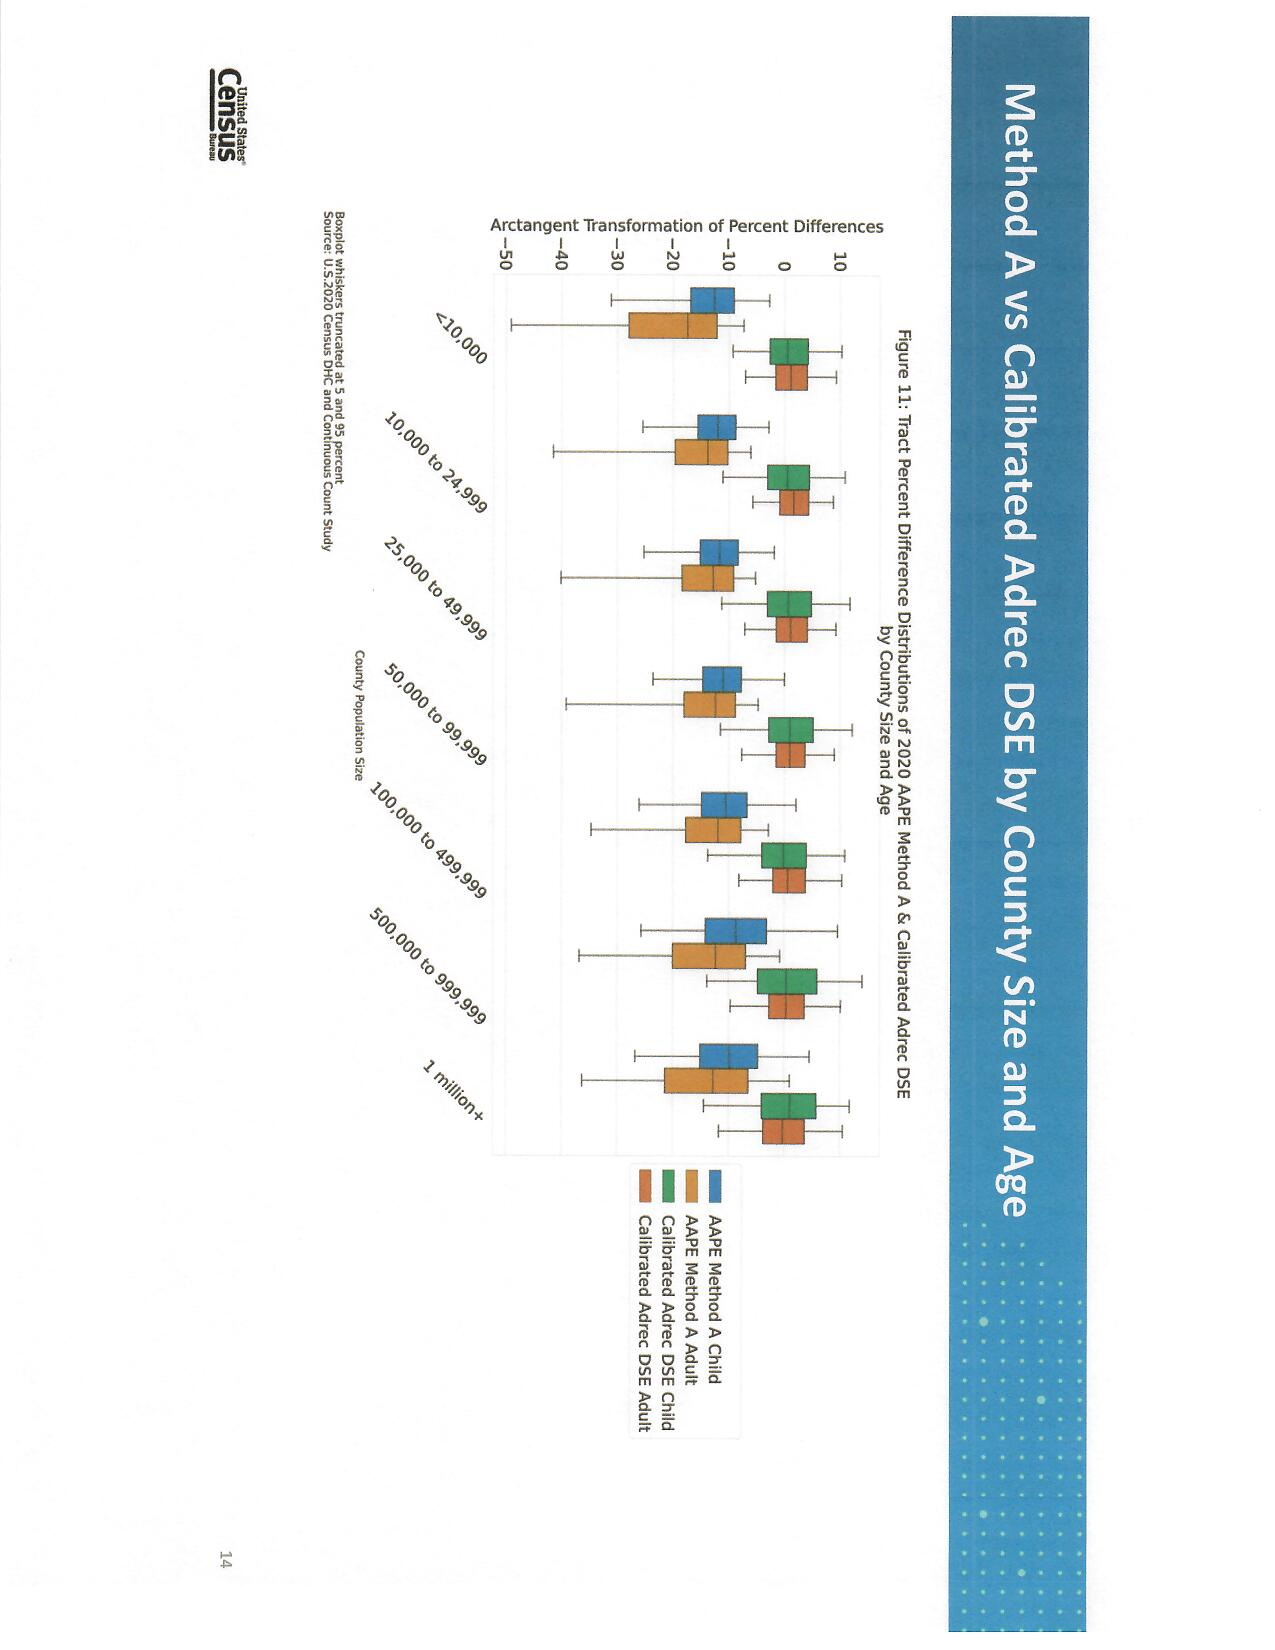 Method A vs Calibrated Adrec DSE by County Size and Age
Figure 11: Tract Percent Difference Distributions of 2020 AAPE Method A & Calibrated Adrec DSE
by County Size and Age
Arctangent Transformation of Percent Differences
10
0
−10
−20
−30
−40
−50
<10,000
10,000 to 24,999
25,000 to 49,999
50,000 to 99,999
100,000 to 499,999
500,000 to 999,999
1 million+
County Population Size
AAPE Method A Child
AAPE Method A Adult
Calibrated Adrec DSE Child
Calibrated Adrec DSE Adult
Boxplot whiskers truncated at 5 and 95 percent
Source: U.S.2020 Census DHC and Continuous Count Study
United States®
Census
Bureau
14